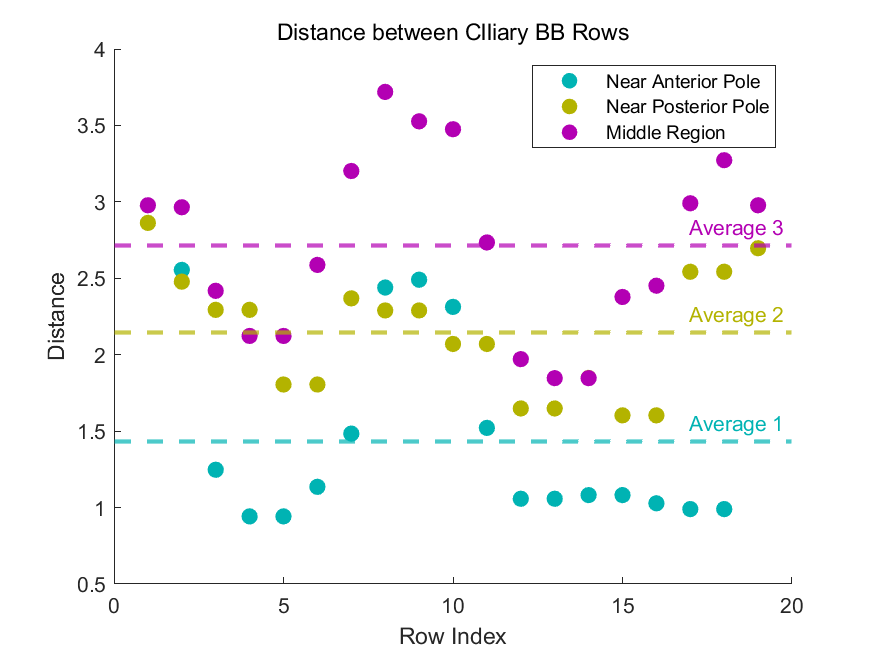 Distance between CIliary BB Rows
4
3.5
3
2.5
2
1.5
1
0.5
Distance
Near Anterior Pole
Near Posterior Pole
Middle Region
Average 3
Average 2
Average 1
0
5
10
15
20
Row Index